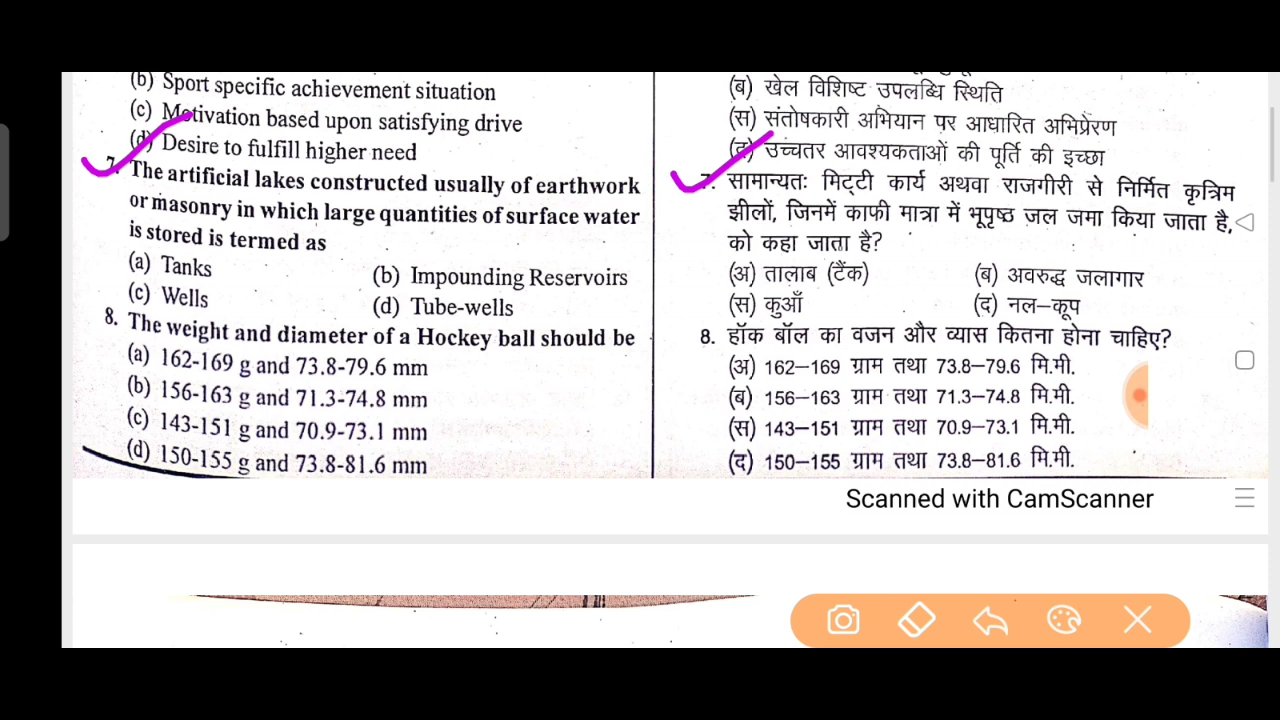 (b) Sport specific achievement situation
(c) Motivation based upon satisfying drive
(d) Desire to fulfill higher need
7. The artificial lakes constructed usually of earthwork
or masonry in which large quantities of surface water
is stored is termed as
(a) Tanks (b) Impounding Reservoirs
(c) Wells (d) Tube-wells
8. The weight and diameter of a Hockey ball should be
(a) 162-169 g and 73.8-79.6 mm
(b) 156-163 g and 71.3-74.8 mm
(c) 143-151 g and 70.9-73.1 mm
(d) 150-155 g and 73.8-81.6 mm
(ब) खेल विशिष्ट उपलब्धि स्थिति
(स) संतोषकारी अभियान पर आधारित अभिप्रेरण
(द) उच्चतर आवश्यकताओं की पूर्ति की इच्छा
7. सामान्यतः मिट्टी कार्य अथवा राजगीरी से निर्मित कृत्रिम
झीलों, जिनमें काफी मात्रा में भूपृष्ठ जल जमा किया जाता है,
को कहा जाता है?
(अ) तालाब (टैंक) (ब) अवरुद्ध जलागार
(स) कुआँ (द) नल–कूप
8. हॉक बॉल का वजन और व्यास कितना होना चाहिए?
(अ) 162–169 ग्राम तथा 73.8–79.6 मि.मी.
(ब) 156–163 ग्राम तथा 71.3–74.8 मि.मी.
(स) 143–151 ग्राम तथा 70.9–73.1 मि.मी.
(द) 150–155 ग्राम तथा 73.8–81.6 मि.मी.
Scanned with CamScanner